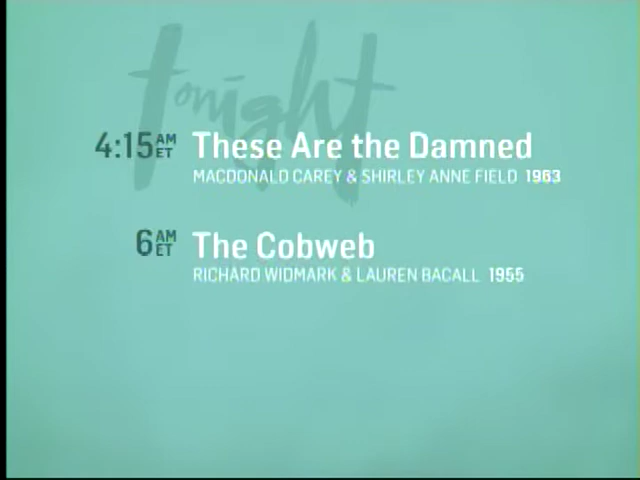 tonight
4:15 AM ET These Are the Damned
MACDONALD CAREY & SHIRLEY ANNE FIELD 1963
6 AM ET The Cobweb
RICHARD WIDMARK & LAUREN BACALL 1955